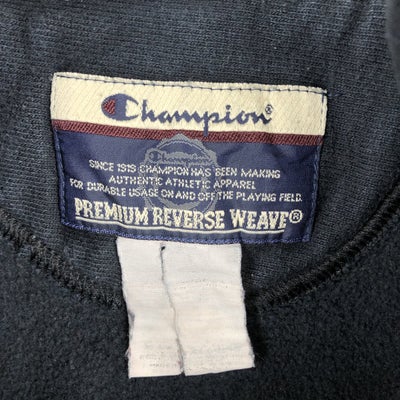 Champion®
SINCE 1919 CHAMPION HAS BEEN MAKING
AUTHENTIC ATHLETIC APPAREL
FOR DURABLE USAGE ON AND OFF THE PLAYING FIELD.
PREMIUM REVERSE WEAVE®